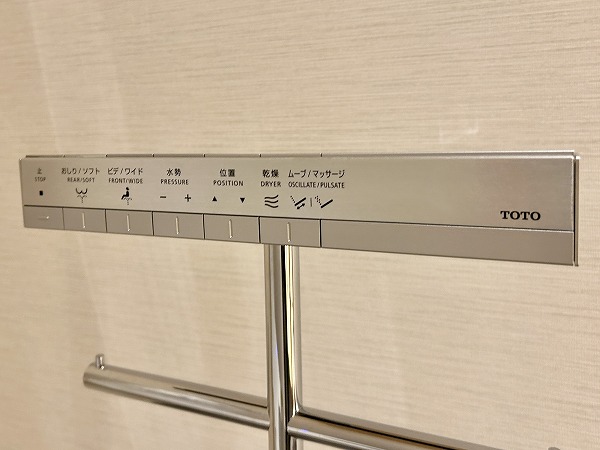 止
STOP
おしり/ソフト
REAR/SOFT
ビデ/ワイド
FRONT/WIDE
水勢
PRESSURE
− +
位置
POSITION
▲ ▼
乾燥
DRYER
ムーブ/マッサージ
OSCILLATE/PULSATE
TOTO